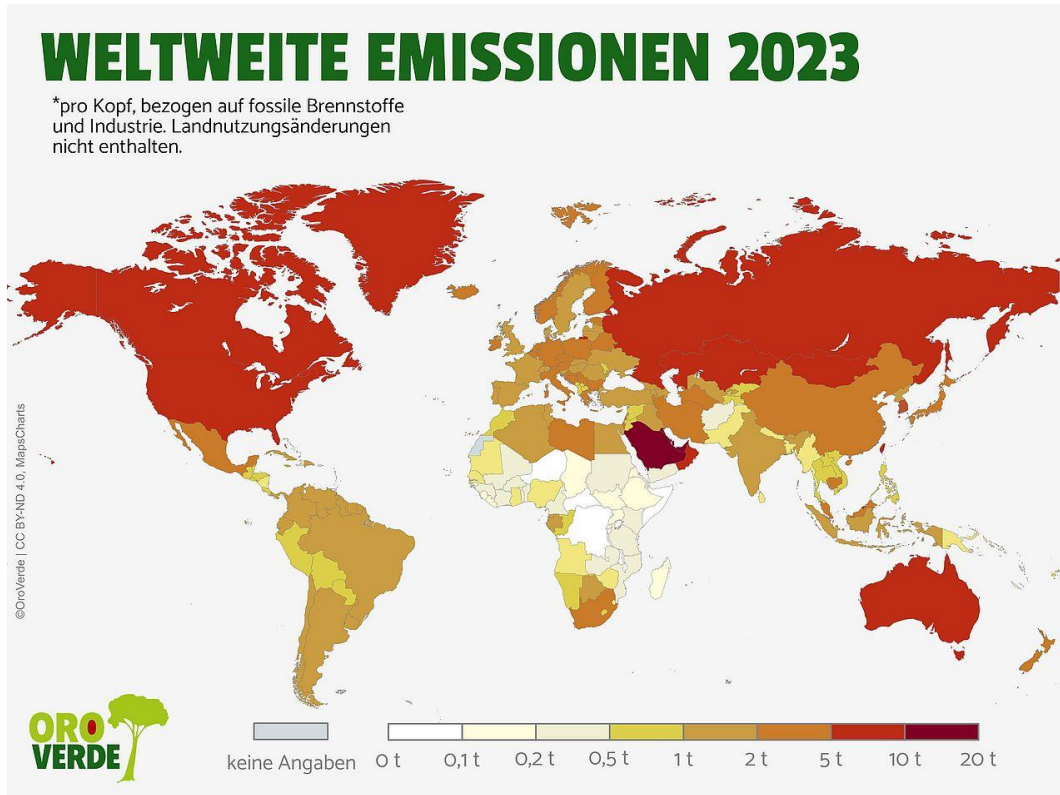 WELTWEITE EMISSIONEN 2023
*pro Kopf, bezogen auf fossile Brennstoffe
und Industrie. Landnutzungsänderungen
nicht enthalten.
©OroVerde | CC BY-ND 4.0, MapsCharts
ORO
VERDE
keine Angaben 0 t 0,1 t 0,2 t 0,5 t 1 t 2 t 5 t 10 t 20 t